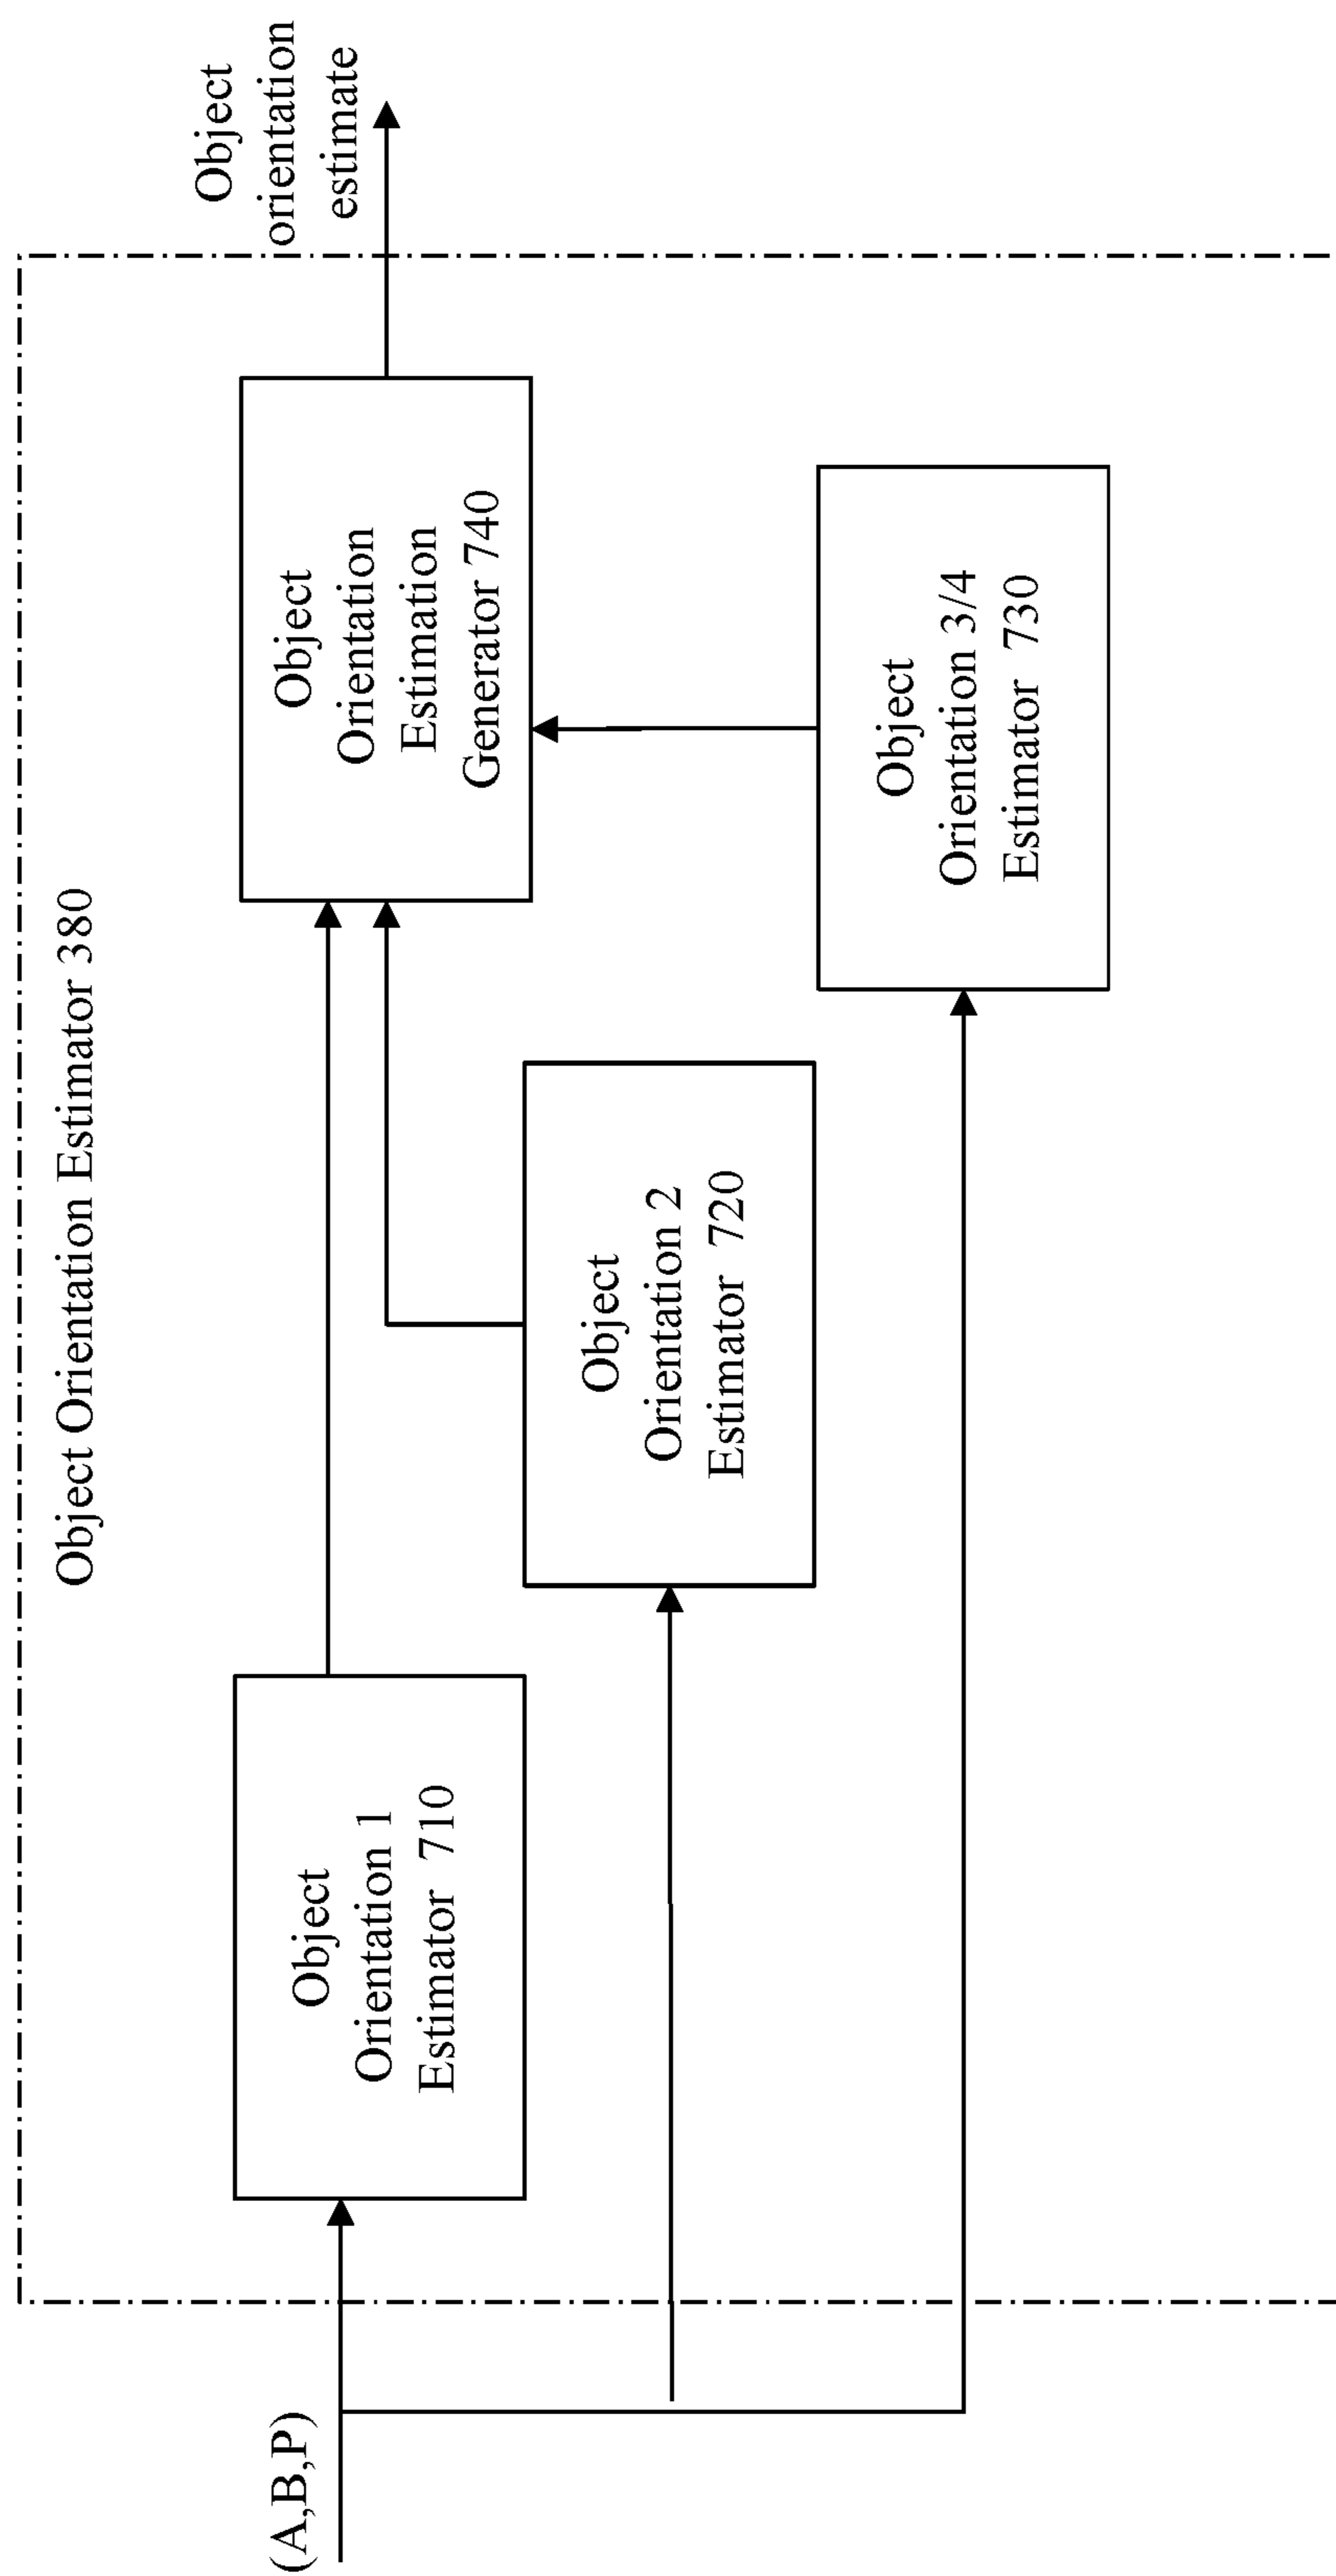 Object Orientation Estimator 380
(A,B,P)
Object
Orientation 1
Estimator 710
Object
Orientation 2
Estimator 720
Object
Orientation 3/4
Estimator 730
Object
Orientation
Estimation
Generator 740
Object
orientation
estimate